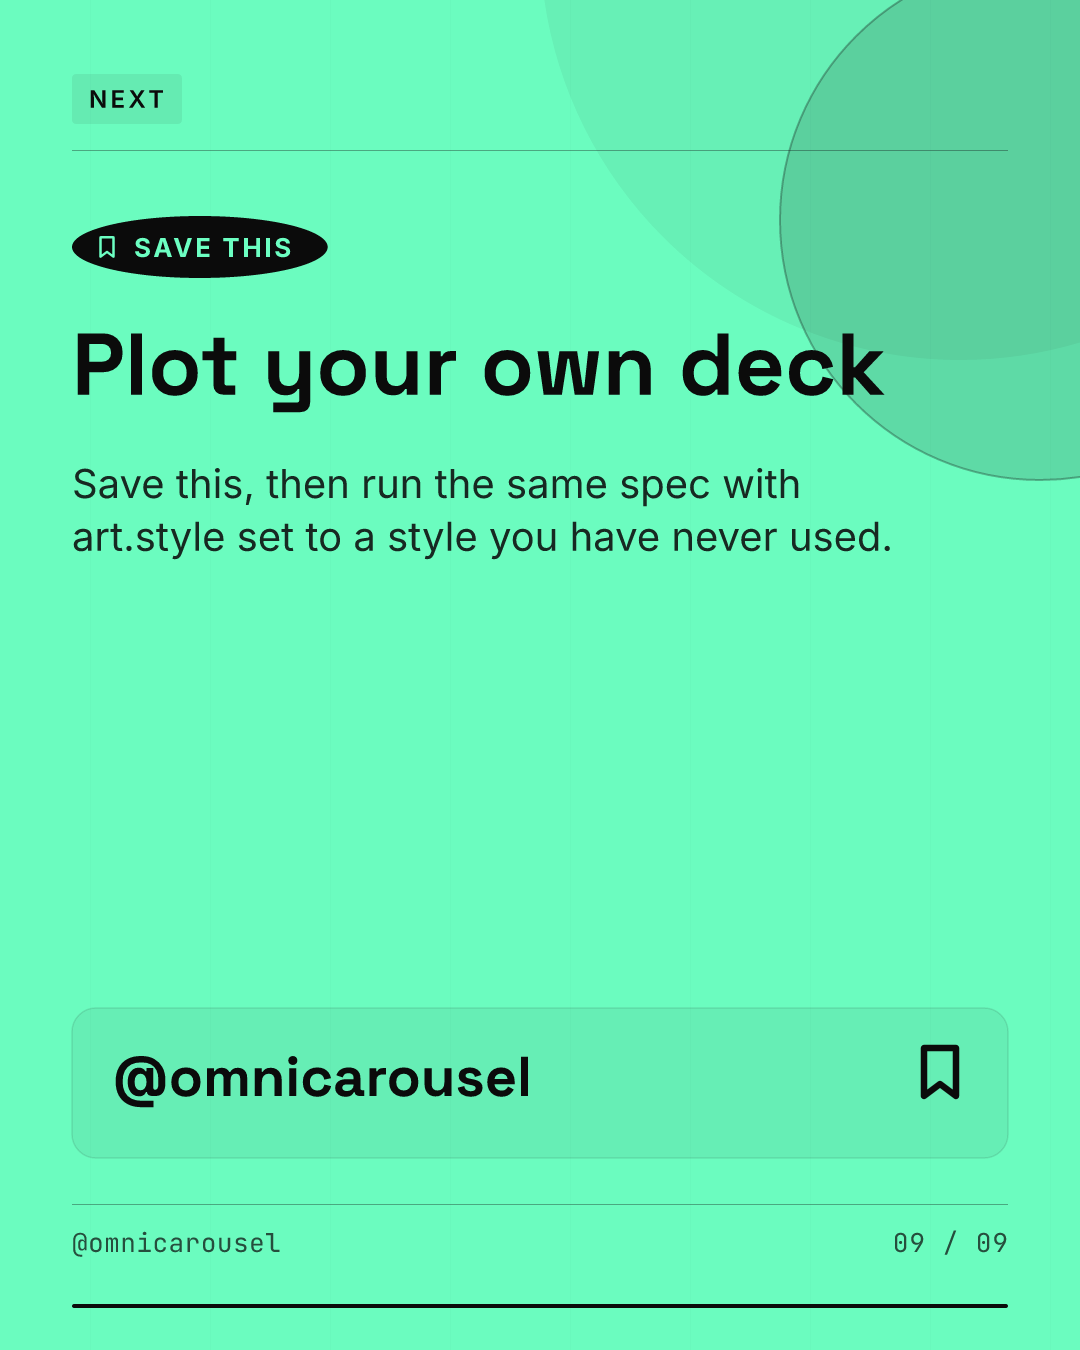 NEXT
SAVE THIS
Plot your own deck
Save this, then run the same spec with
art.style set to a style you have never used.
@omnicarousel
@omnicarousel
09 / 09